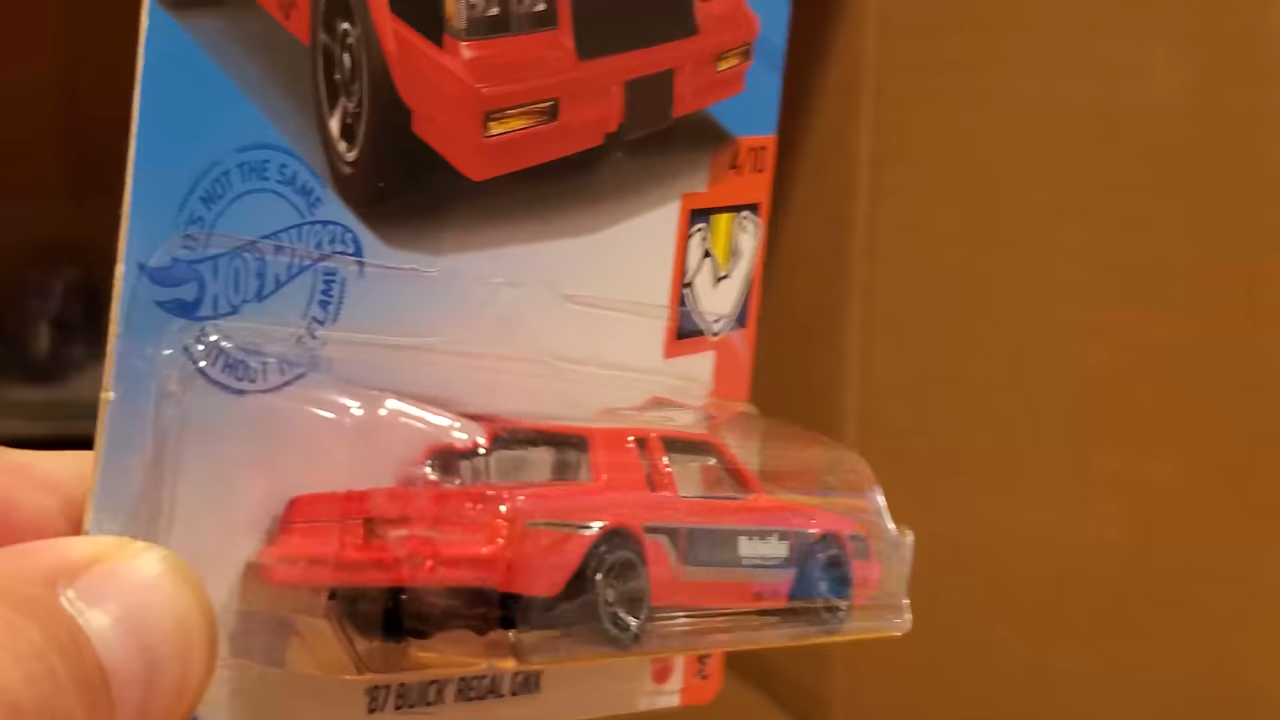 4/10
IT'S NOT THE SAME
HOT WHEELS
WITHOUT THE FLAME
'87 BUICK REGAL GNX